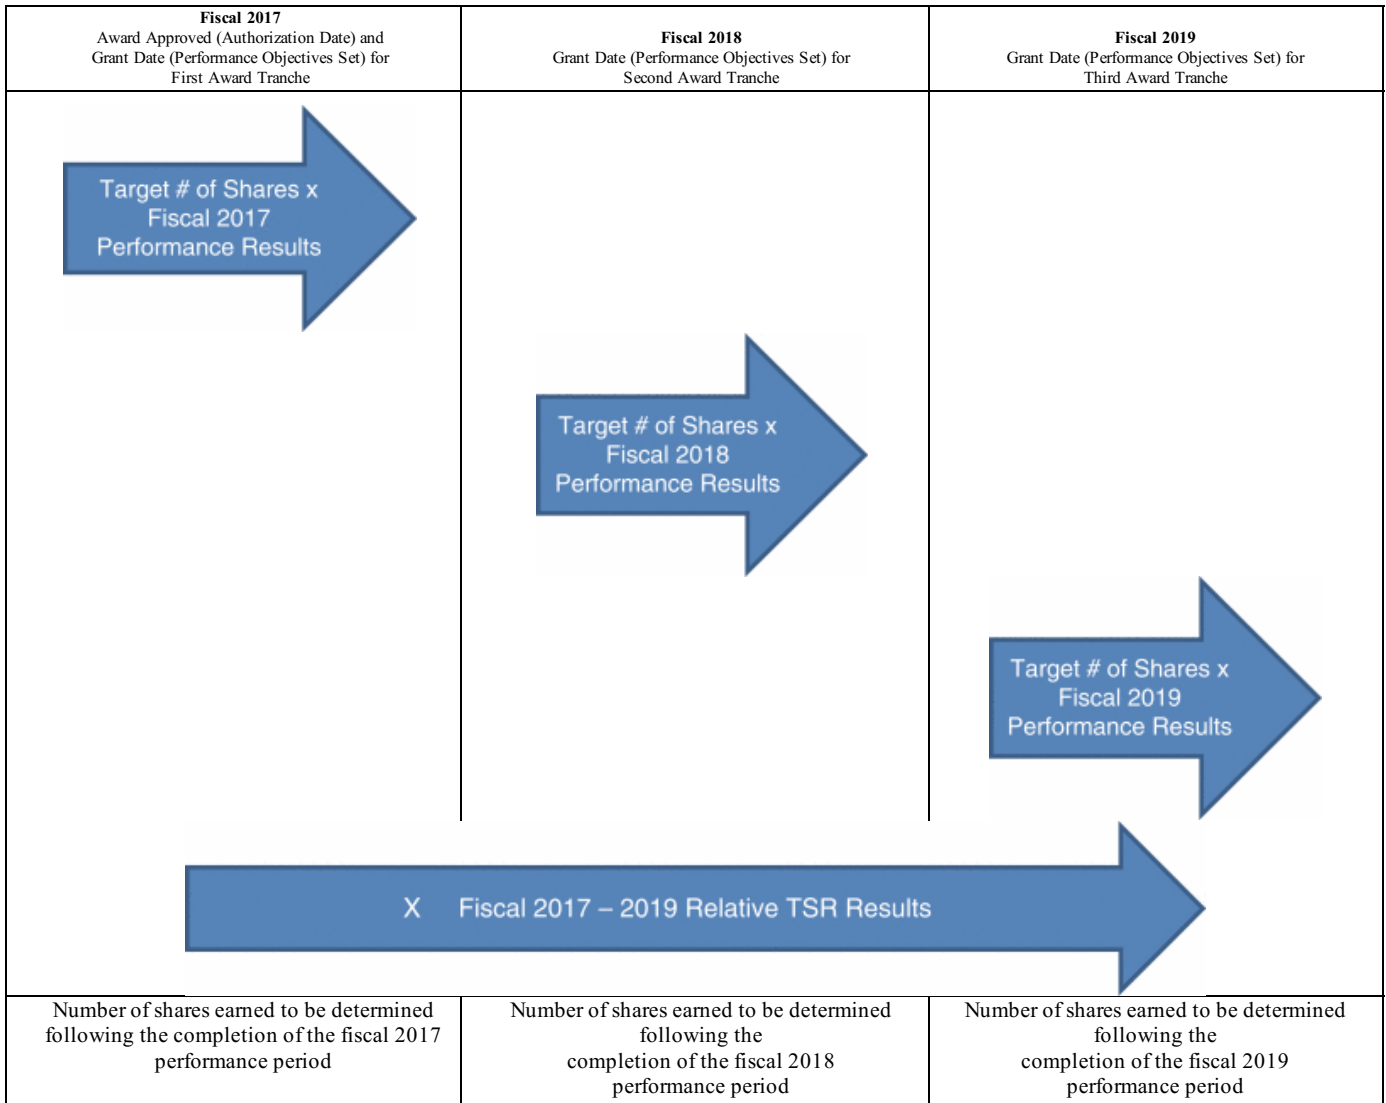 Fiscal 2017
Award Approved (Authorization Date) and
Grant Date (Performance Objectives Set) for
First Award Tranche
Fiscal 2018
Grant Date (Performance Objectives Set) for
Second Award Tranche
Fiscal 2019
Grant Date (Performance Objectives Set) for
Third Award Tranche
Target # of Shares x
Fiscal 2017
Performance Results
Target # of Shares x
Fiscal 2018
Performance Results
Target # of Shares x
Fiscal 2019
Performance Results
X Fiscal 2017 – 2019 Relative TSR Results
Number of shares earned to be determined
following the completion of the fiscal 2017
performance period
Number of shares earned to be determined
following the
completion of the fiscal 2018
performance period
Number of shares earned to be determined
following the
completion of the fiscal 2019
performance period